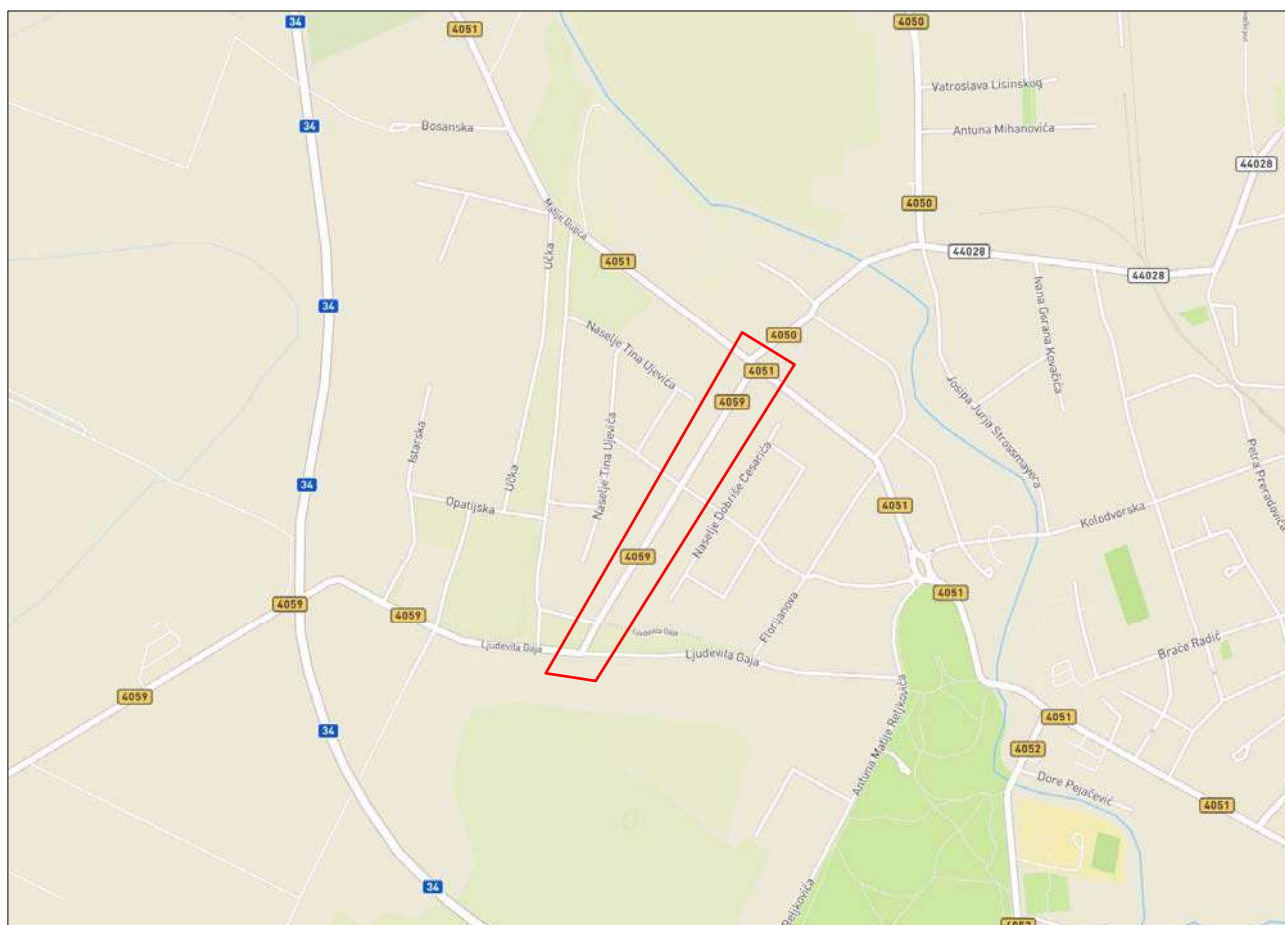 34
4051
4050
Vatroslava Lisinskog
34
Bosanska
Antuna Mihanovića
44028
4050
Matije Gupca
Učka
4051
44028
44028
Ivana Gorana Kovačića
34
Naselje Tina Ujevića
4050
4051
4059
Josipa Jurja Strossmayera
Istarska
Naselje Tina Ujevića
Naselje Dobriše Cesarića
Petra Preradovića
34
Učka
Opatijska
4051
Kolodvorska
4059
4059
4059
4051
Florijanova
Ljudevita Gaja
Ljudevita Gaja
Ljudevita Gaja
Braće Radić
4059
Antuna Matije Reljkovića
4051
34
4052
Dore Pejačević
4051
34
Reljkovića